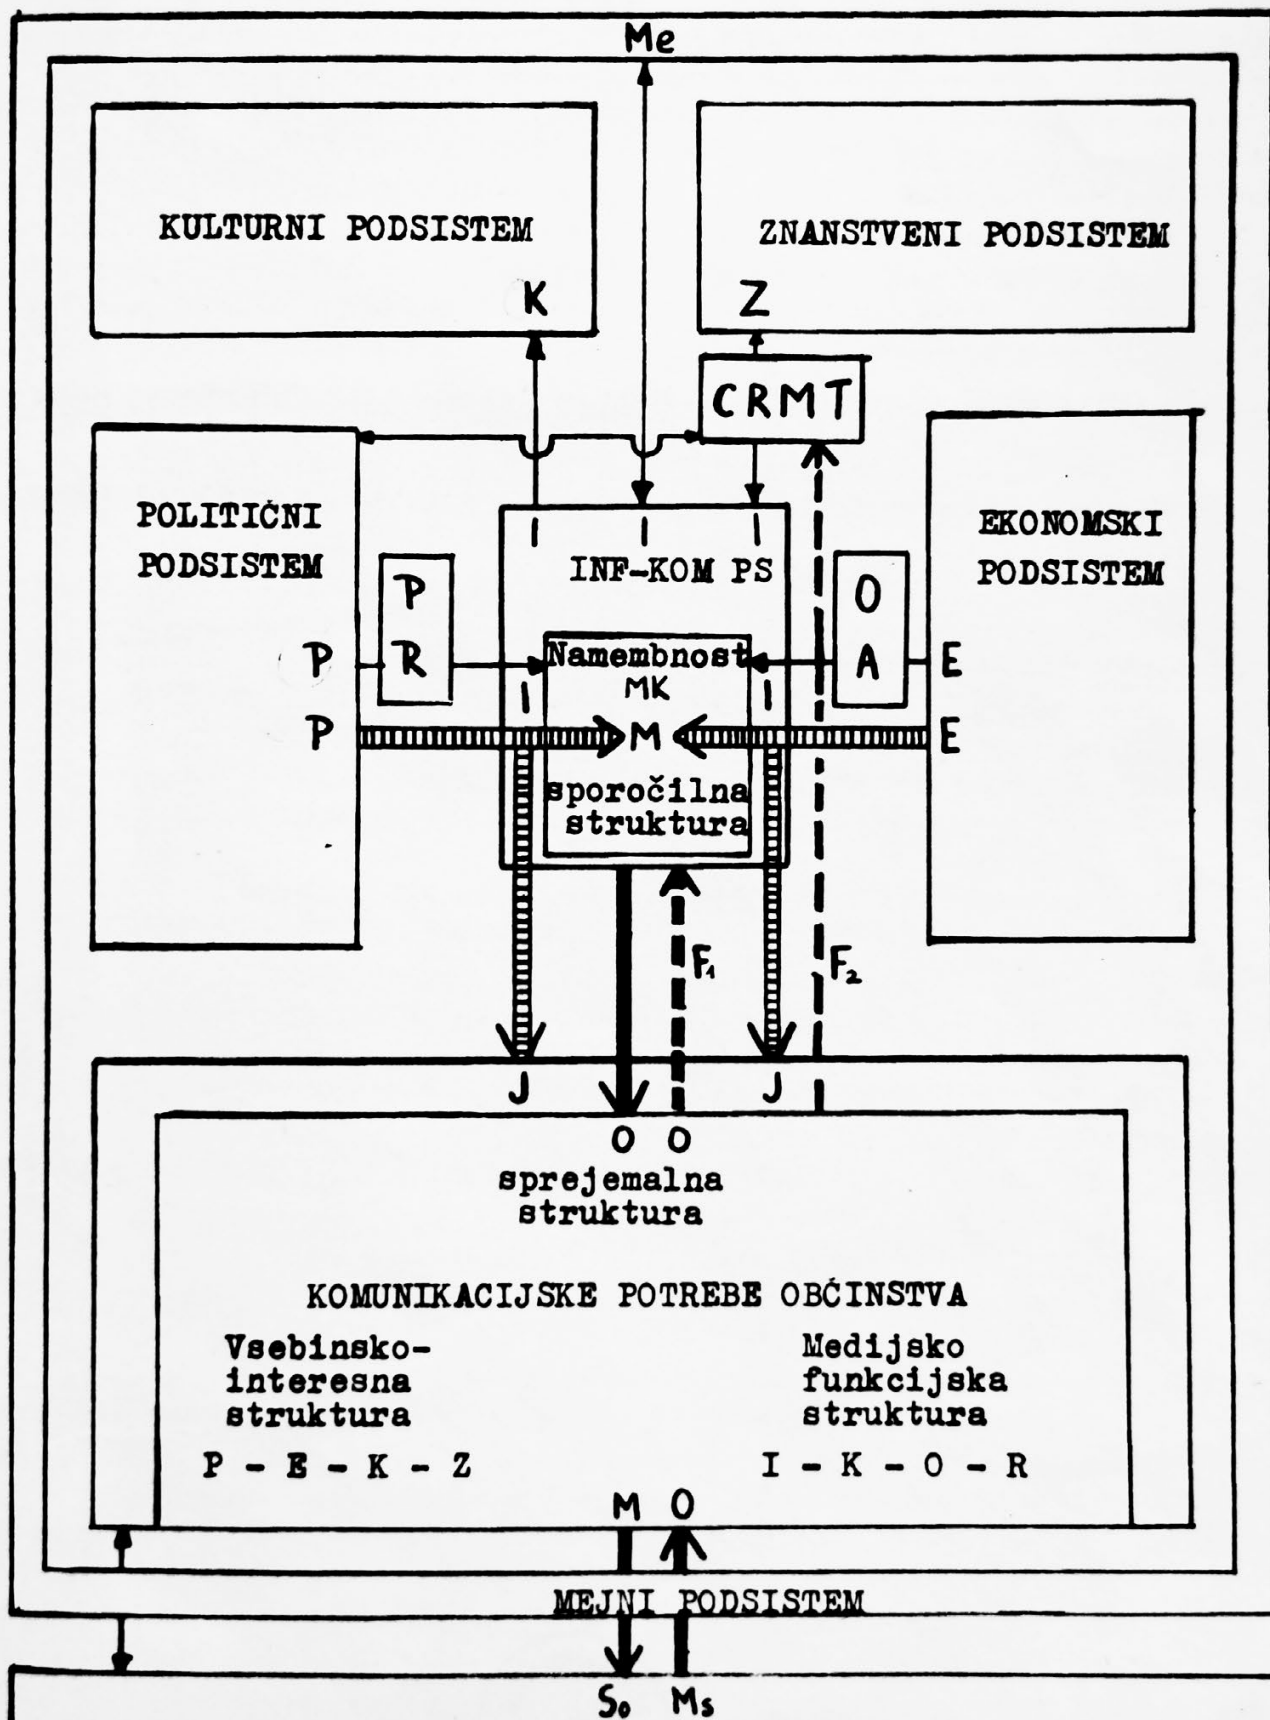 Me
KULTURNI PODSISTEM
K
ZNANSTVENI PODSISTEM
Z
CRMT
POLITIČNI
PODSISTEM
EKONOMSKI
PODSISTEM
I I I
INF-KOM PS
P
R
O
A
P
P
E
E
I
I
Namembnost
MK
M
sporočilna
struktura
F1
F2
J
J
O O
sprejemalna
struktura
KOMUNIKACIJSKE POTREBE OBČINSTVA
Vsebinsko-
interesna
struktura
P - E - K - Z
Medijsko
funkcijska
struktura
I - K - O - R
M O
MEJNI PODSISTEM
So Ms